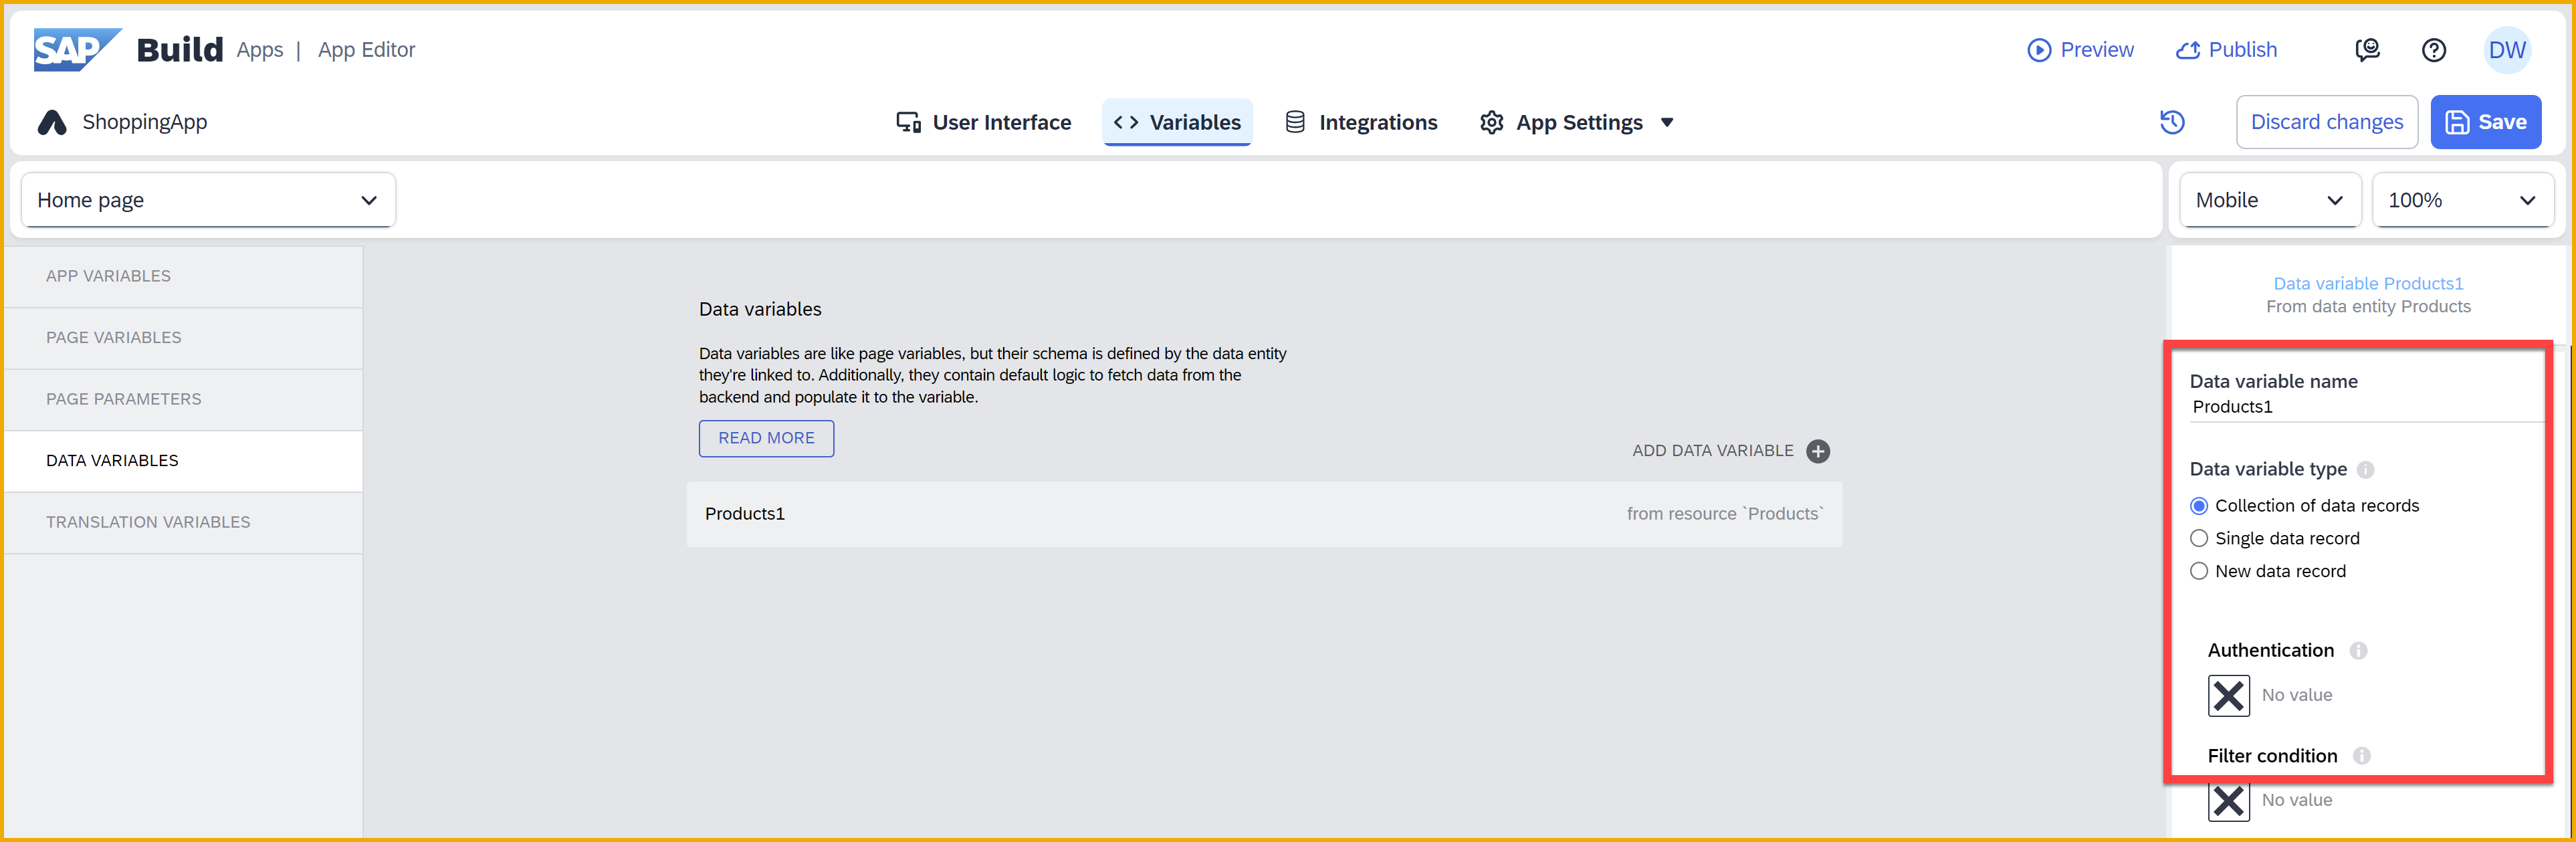 SAP Build Apps | App Editor
Preview
Publish
DW
ShoppingApp
User Interface
Variables
Integrations
App Settings
Discard changes
Save
Home page
Mobile
100%
APP VARIABLES
PAGE VARIABLES
PAGE PARAMETERS
DATA VARIABLES
TRANSLATION VARIABLES
Data variables
Data variables are like page variables, but their schema is defined by the data entity
they're linked to. Additionally, they contain default logic to fetch data from the
backend and populate it to the variable.
READ MORE
ADD DATA VARIABLE
Products1
from resource `Products`
Data variable Products1
From data entity Products
Data variable name
Products1
Data variable type
Collection of data records
Single data record
New data record
Authentication
No value
Filter condition
No value